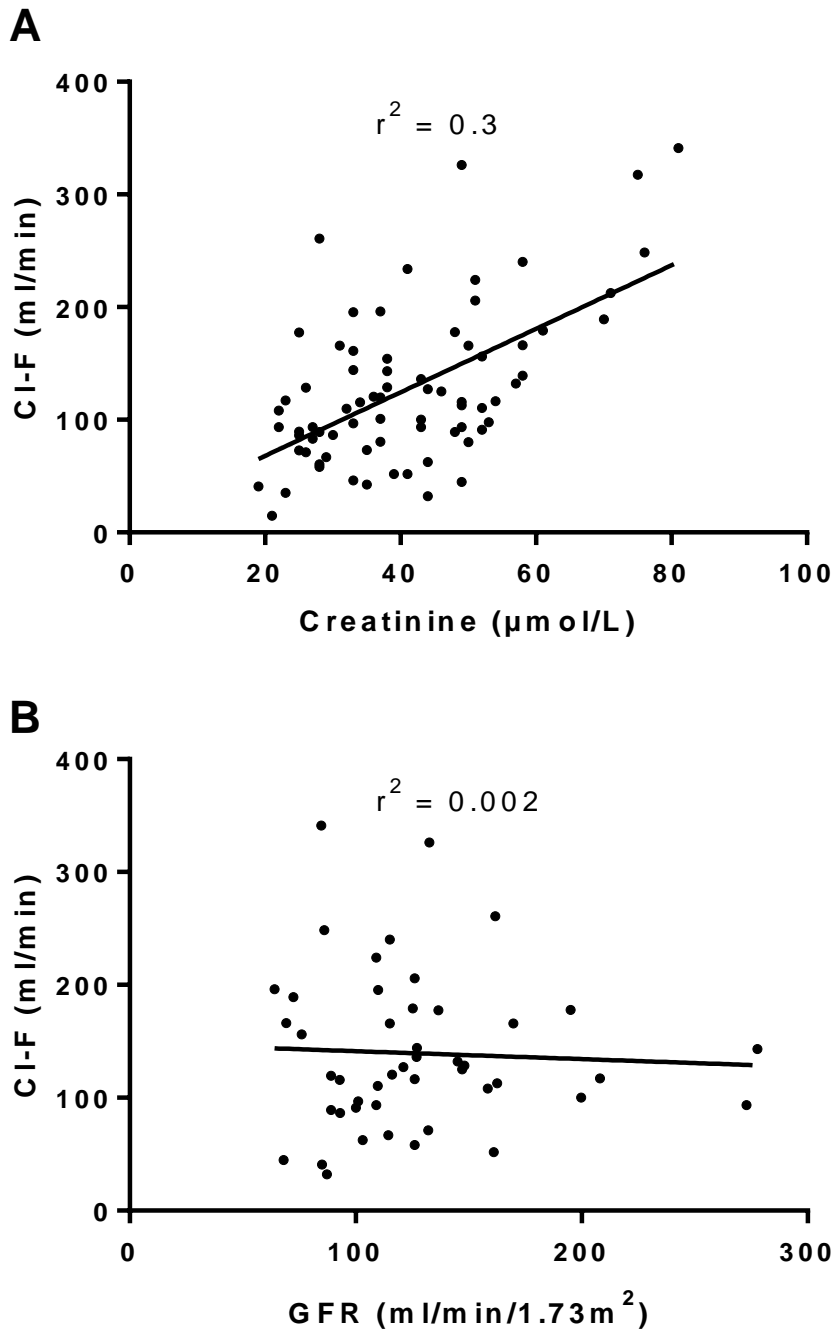 A
400
r² = 0.3
300
200
100
0
Cl-F (ml/min)
0 20 40 60 80 100
Creatinine (µmol/L)
B
400
r² = 0.002
300
200
100
0
Cl-F (ml/min)
0 100 200 300
GFR (ml/min/1.73m²)